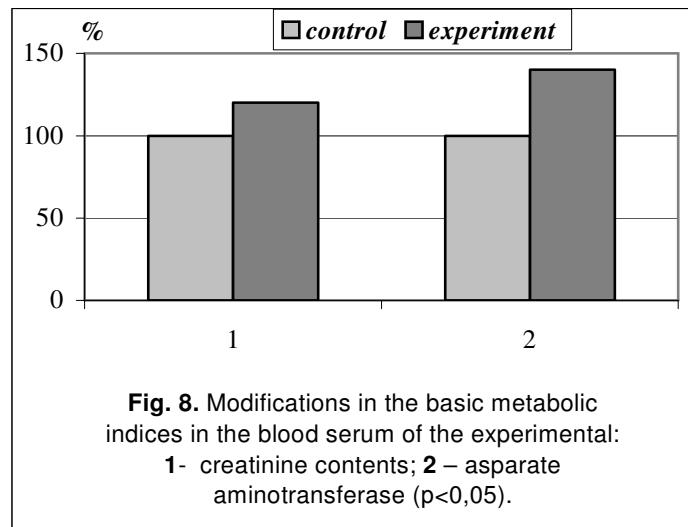 %
control experiment
150
100
50
0
1 2
Fig. 8. Modifications in the basic metabolic
indices in the blood serum of the experimental:
1- creatinine contents; 2 – asparate
aminotransferase (p<0,05).